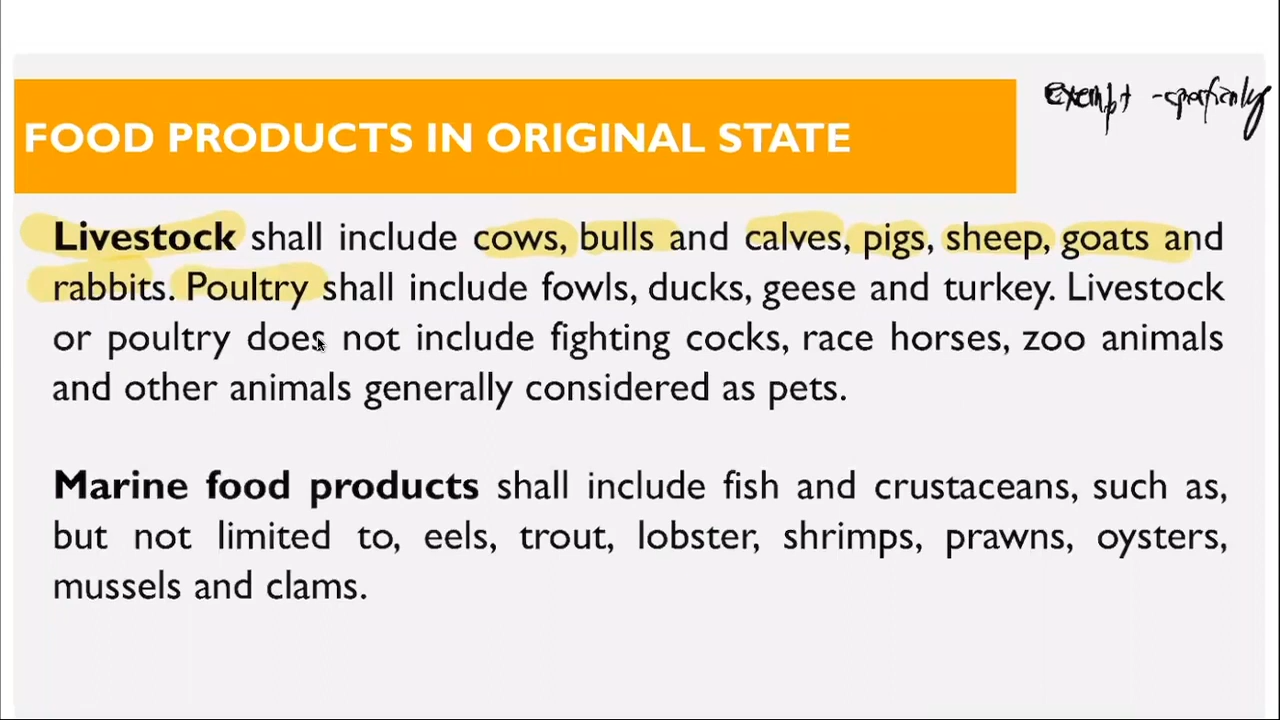 exempt -
FOOD PRODUCTS IN ORIGINAL STATE
Livestock shall include cows, bulls and calves, pigs, sheep, goats and
rabbits. Poultry shall include fowls, ducks, geese and turkey. Livestock
or poultry does not include fighting cocks, race horses, zoo animals
and other animals generally considered as pets.
Marine food products shall include fish and crustaceans, such as,
but not limited to, eels, trout, lobster, shrimps, prawns, oysters,
mussels and clams.